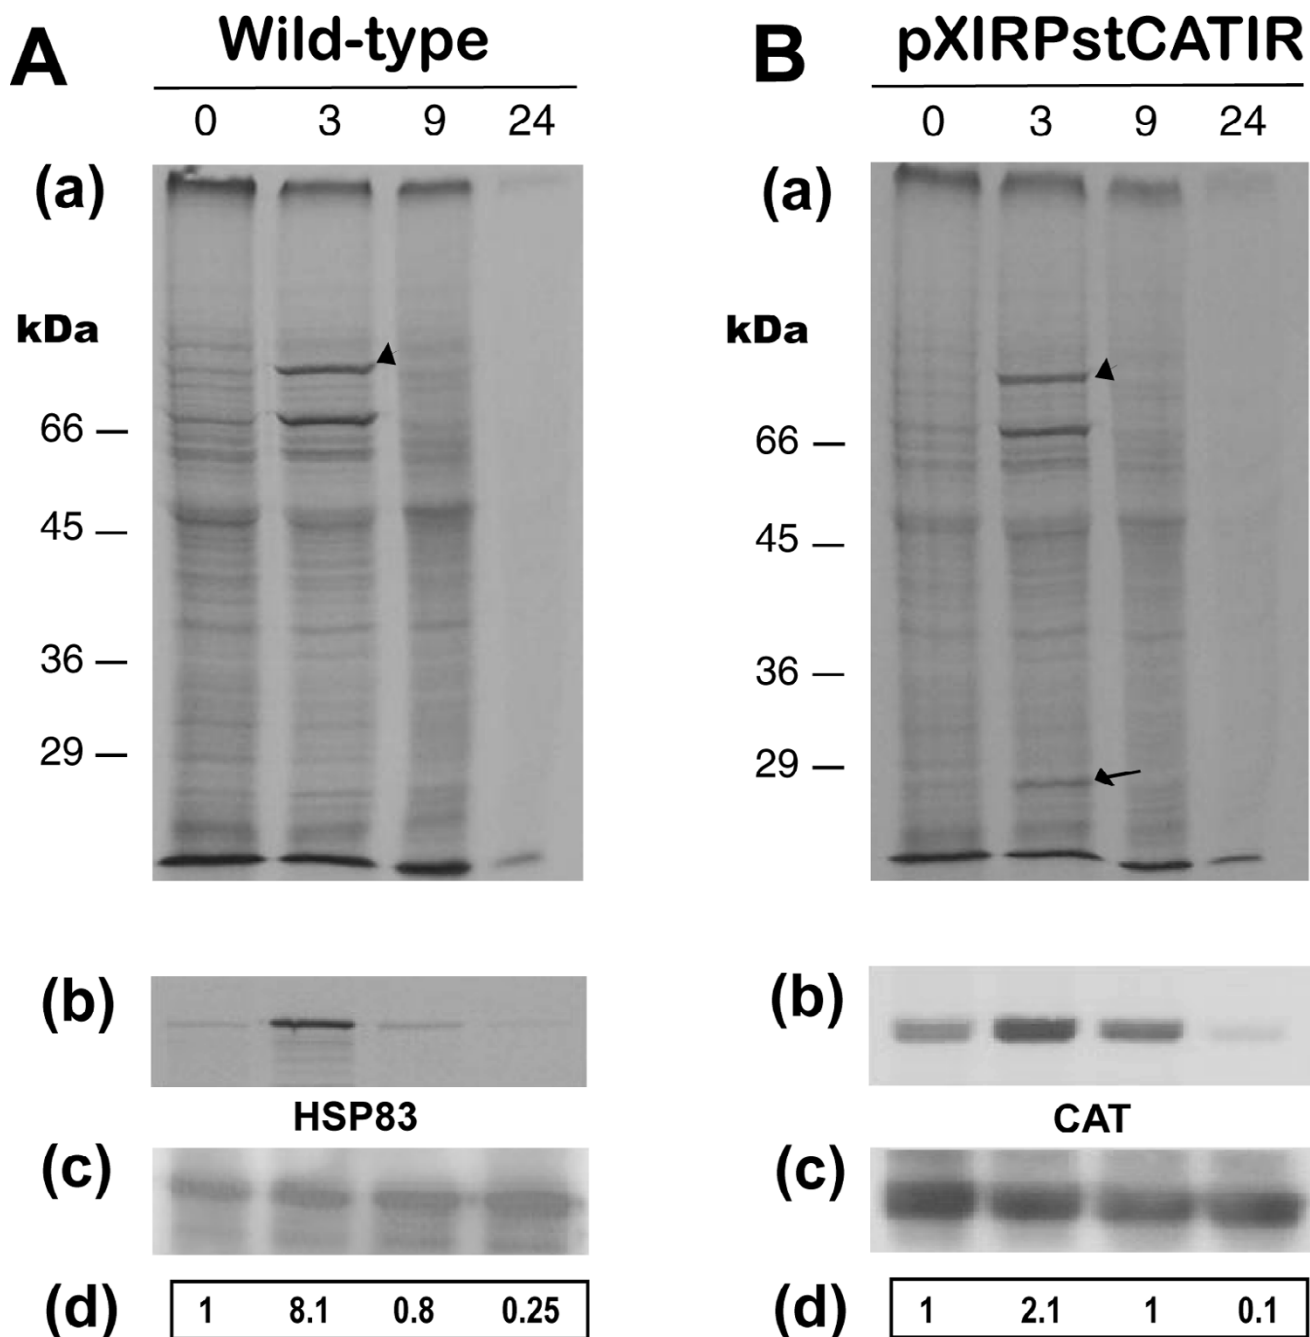 A Wild-type
0 3 9 24
(a)
kDa
66
45
36
29
(b)
HSP83
(c)
(d) 1 8.1 0.8 0.25
B pXIRPstCATIR
0 3 9 24
(a)
kDa
66
45
36
29
(b)
CAT
(c)
(d) 1 2.1 1 0.1